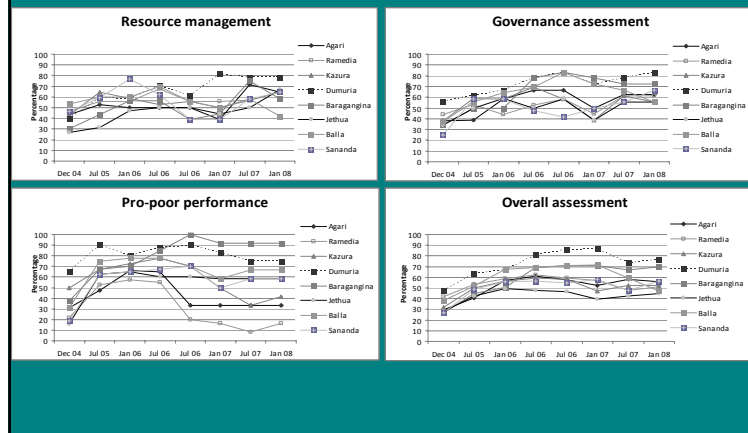 Resource management
Percentage
100
90
80
70
60
50
40
30
20
10
0
Dec 04 Jul 05 Jan 06 Jul 06 Jan 07 Jan 07 Jul 07 Jan 08
Agari
Ramedia
Kazura
Dumuria
Baragangina
Jethua
Balla
Sananda
Governance assessment
Percentage
100
90
80
70
60
50
40
30
20
10
0
Dec 04 Jul 05 Jan 06 Jul 06 Jan 07 Jan 07 Jul 07 Jan 08
Agari
Ramedia
Kazura
Dumuria
Baragangina
Jethua
Balla
Sananda
Pro-poor performance
Percentage
100
90
80
70
60
50
40
30
20
10
0
Dec 04 Jul 05 Jan 06 Jul 06 Jul 06 Jan 07 Jul 07 Jan 08
Agari
Ramedia
Kazura
Dumuria
Baragangina
Jethua
Balla
Sananda
Overall assessment
Percentage
100
90
80
70
60
50
40
30
20
10
0
Dec 04 Jul 05 Jan 06 Jul 06 Jan 07 Jan 07 Jul 07 Jan 08
Agari
Ramedia
Kazura
Dumuria
Baragangina
Jethua
Balla
Sananda